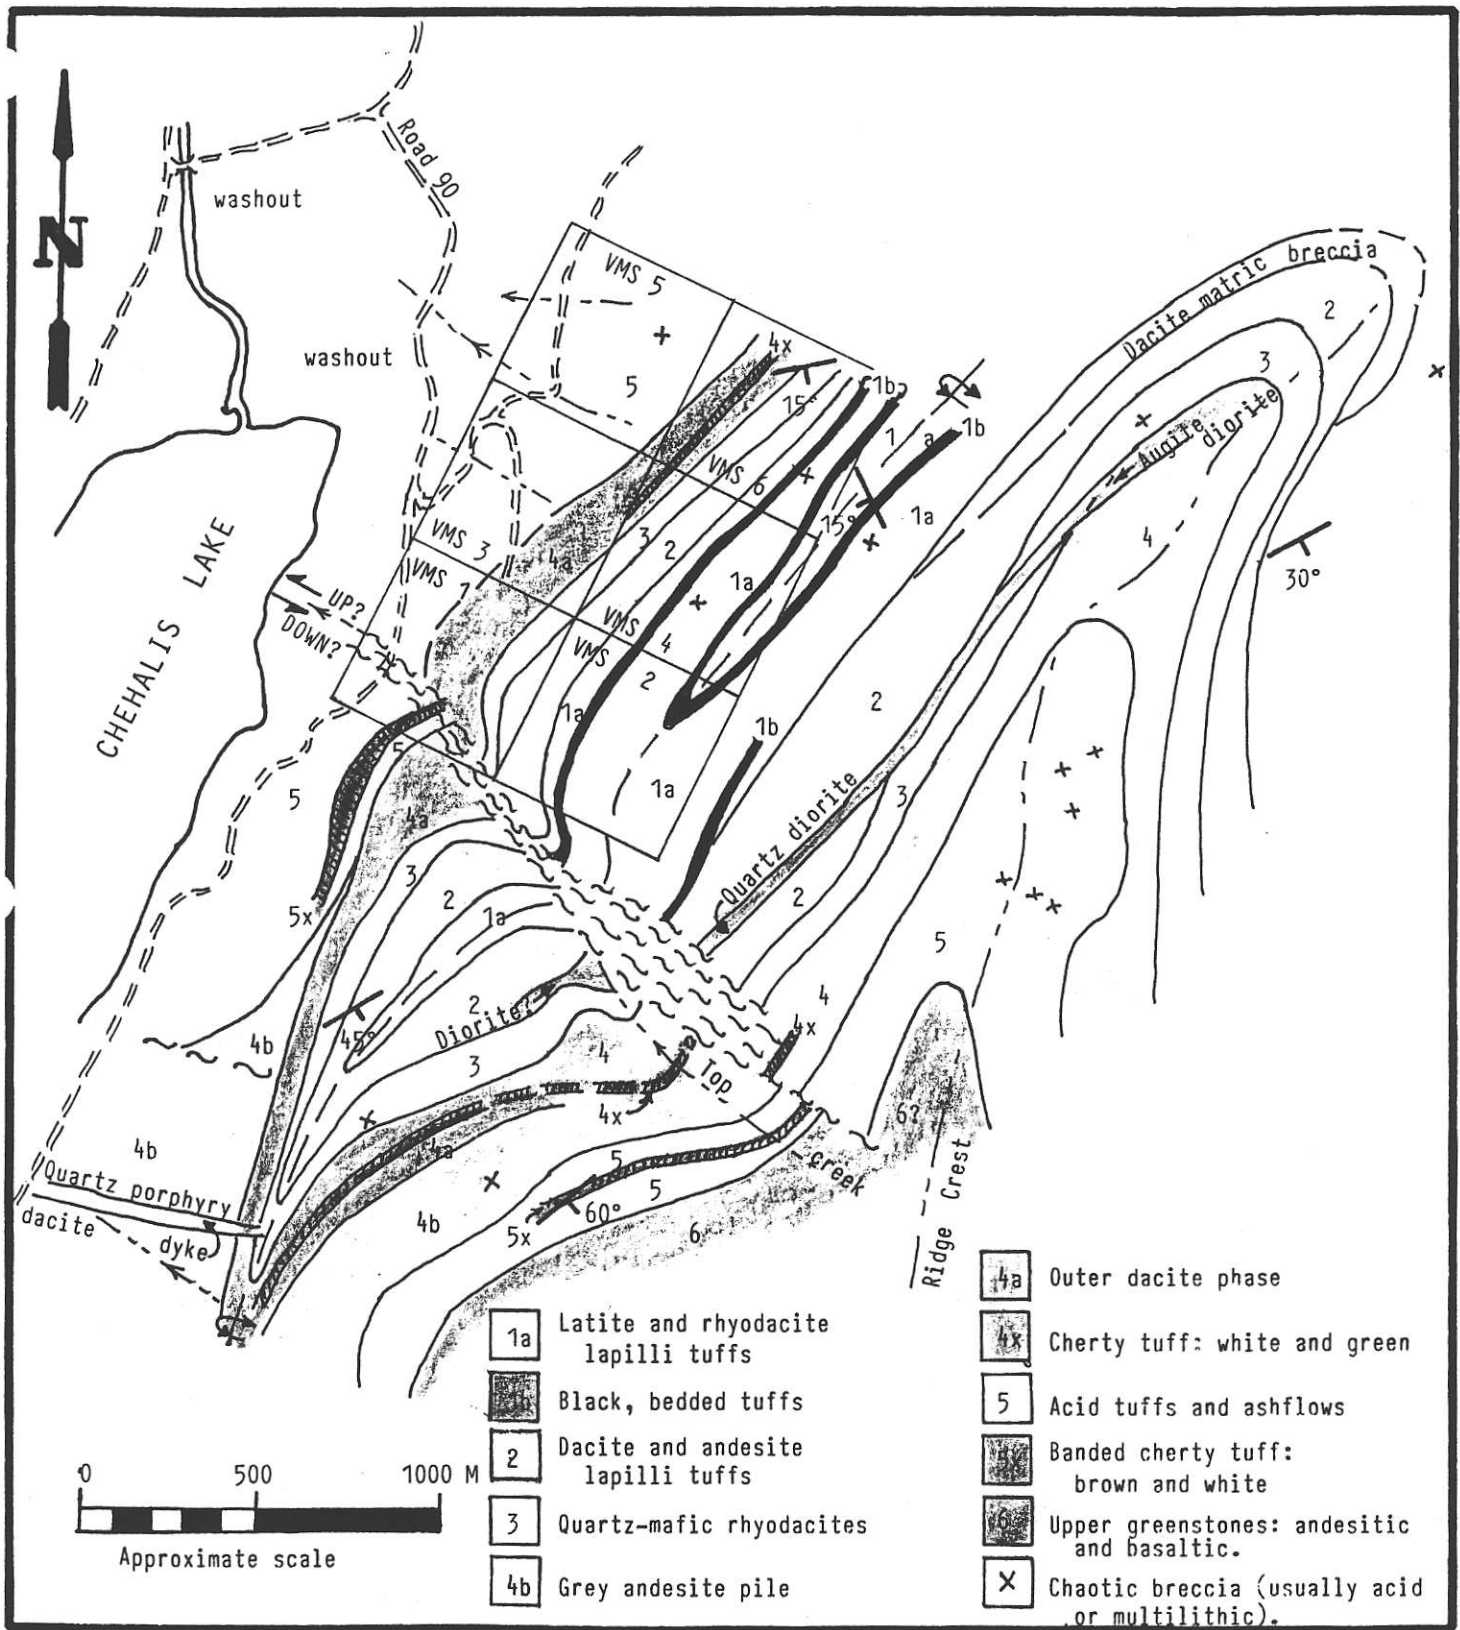 N
washout
Road 90
washout
VMS 5
4x
5
15°
1b
1
a
1b
VMS 6
15°
1a
VMS 3
4a
3
2
VMS 1
1a
VMS 4
VMS 2
1a
UP?
DOWN?
CHEHALIS LAKE
Dacite matric breccia
2
3
Augite diorite
4
30°
2
1b
1a
5
5
4a
3
2
1a
5x
Quartz diorite
3
2
5
4
4x
2
Diorite?
45°
4b
3
4
Top
4x
4a
6?
creek
Ridge Crest
5
5
60°
5x
4b
6
4b
Quartz porphyry
dacite
dyke
1a Latite and rhyodacite
lapilli tuffs
1b Black, bedded tuffs
2 Dacite and andesite
lapilli tuffs
3 Quartz-mafic rhyodacites
4b Grey andesite pile
4a Outer dacite phase
4x Cherty tuff: white and green
5 Acid tuffs and ashflows
5x Banded cherty tuff:
brown and white
6 Upper greenstones: andesitic
and basaltic.
X Chaotic breccia (usually acid
or multilithic).
0 500 1000 M
Approximate scale